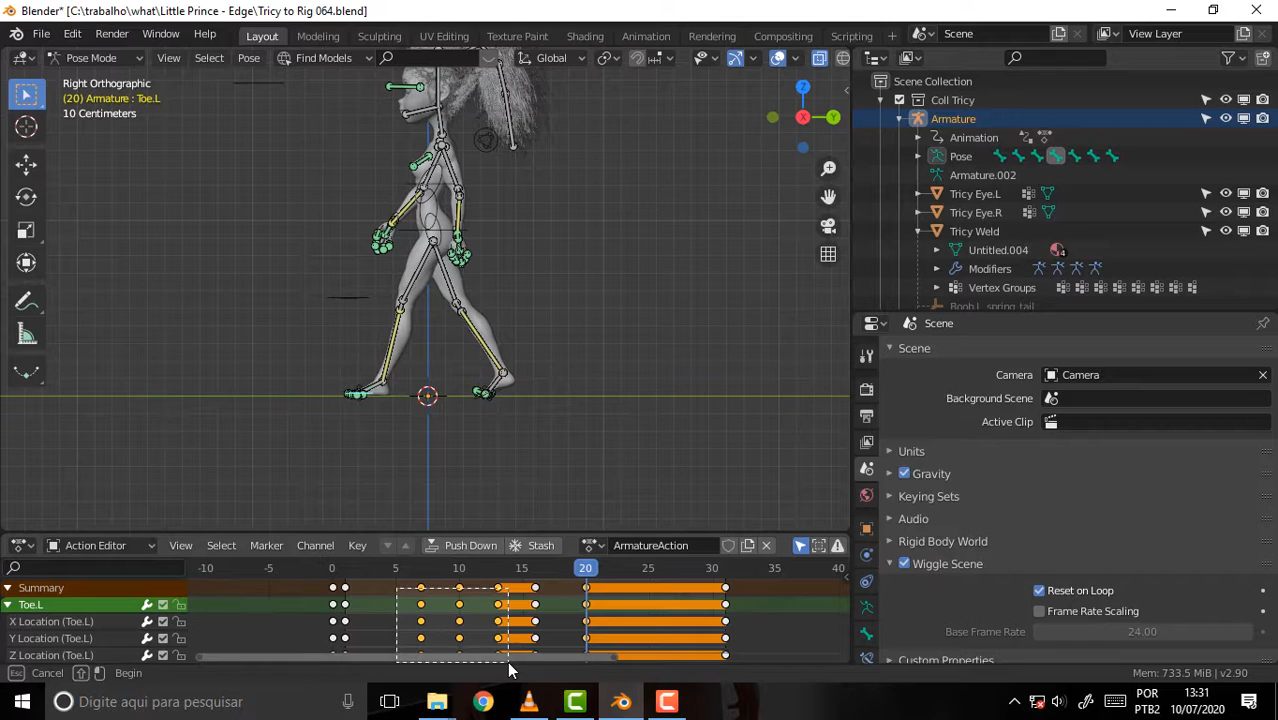 Blender* [C:\trabalho\what\Little Prince - Edge\Tricy to Rig 064.blend]
File Edit Render Window Help Layout Modeling Sculpting UV Editing Texture Paint Shading Animation Rendering Compositing Scripting Scene View Layer
Pose Mode View Select Pose Find Models Global
Right Orthographic
(20) Armature : Toe.L
10 Centimeters
Z
X
Y
Scene Collection
Coll Tricy
Armature
Animation
Pose
Armature.002
Tricy Eye.L
Tricy Eye.R
Tricy Weld
Untitled.004 4
Modifiers
Vertex Groups
Boob.L_spring_tail
Scene
Scene
Camera Camera
Background Scene
Active Clip
Units
Gravity
Keying Sets
Audio
Rigid Body World
Wiggle Scene
Reset on Loop
Frame Rate Scaling
Base Frame Rate 24.00
Custom Properties
Action Editor View Select Marker Channel Key Push Down Stash ArmatureAction
-10 -5 0 5 10 15 20 25 30 35 40
Summary
Toe.L
X Location (Toe.L)
Y Location (Toe.L)
Z Location (Toe.L)
Esc Cancel Begin Mem: 733.5 MiB | v2.90
Digite aqui para pesquisar
POR 13:31
PTB2 10/07/2020